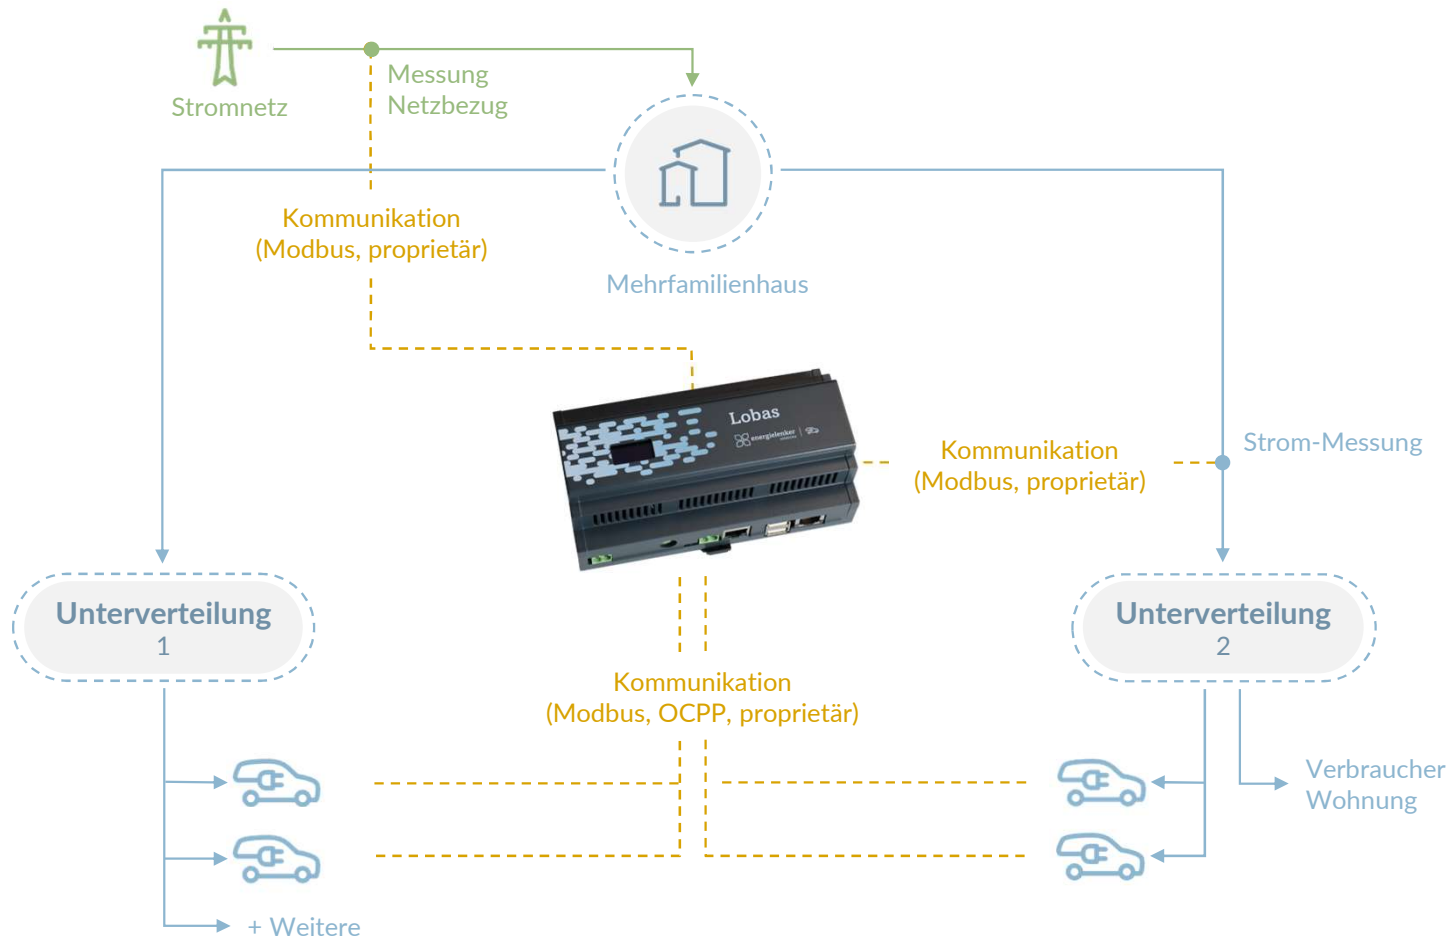 Stromnetz
Messung
Netzbezug
Kommunikation
(Modbus, proprietär)
Mehrfamilienhaus
Lobas
energielenker
Kommunikation
(Modbus, proprietär)
Strom-Messung
Unterverteilung
1
Unterverteilung
2
Kommunikation
(Modbus, OCPP, proprietär)
Verbraucher
Wohnung
+ Weitere